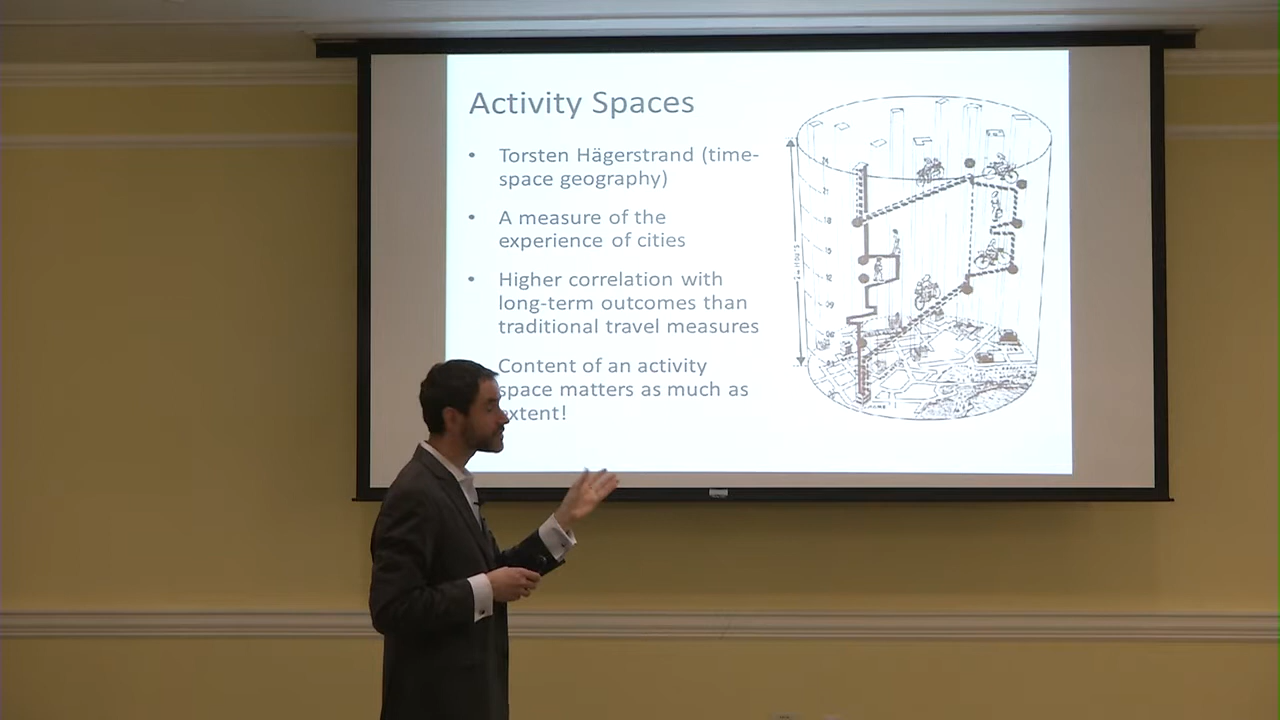 Activity Spaces
• Torsten Hägerstrand (time-
space geography)
• A measure of the
experience of cities
• Higher correlation with
long-term outcomes than
traditional travel measures
Content of an activity
space matters as much as
extent!